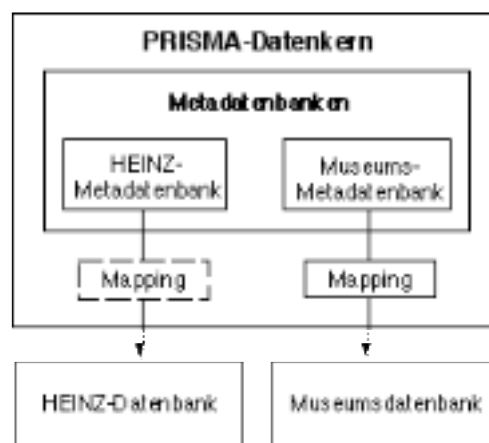 PRISMA-Datenkern
Metadatenbanken
HEINZ-
Metadatenbank
Museums-
Metadatenbank
Mapping
Mapping
HEINZ-Datenbank
Museumsdatenbank